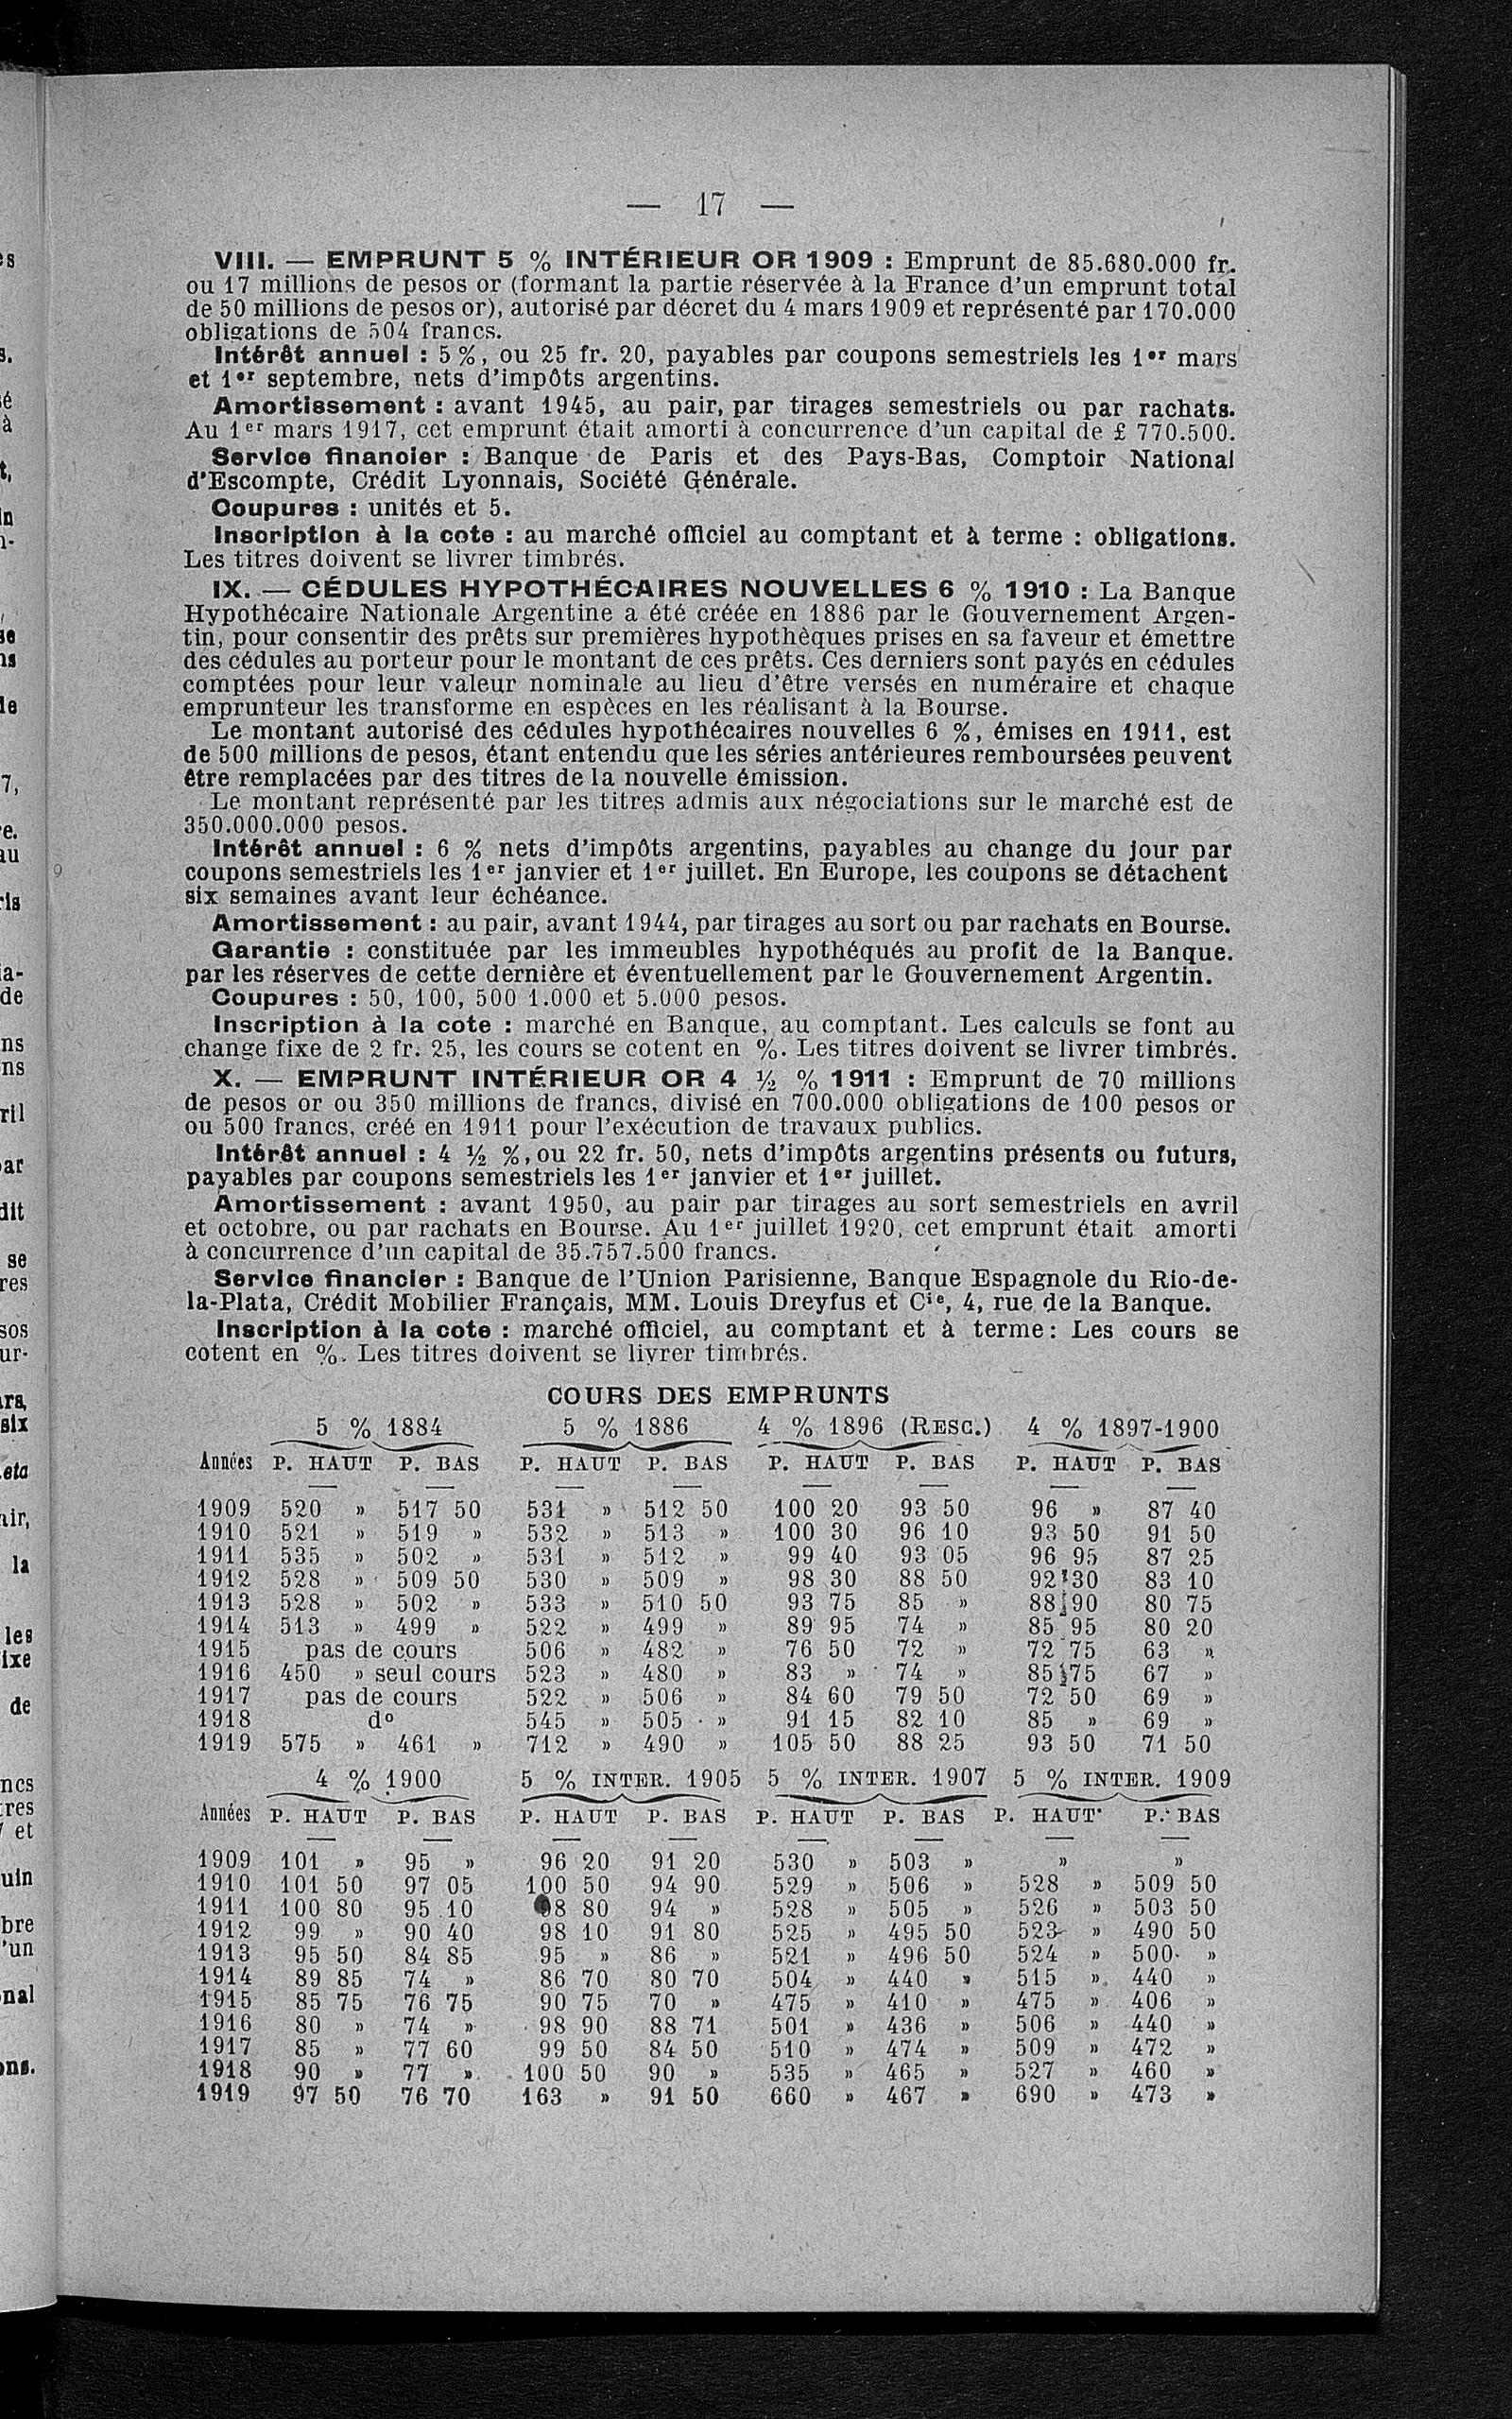 — 17 —
VIII. — EMPRUNT 5 % INTÉRIEUR OR 1909 : Emprunt de 85.680.000 fr.
ou 17 millions de pesos or (formant la partie réservée à la France d'un emprunt total
de 50 millions de pesos or), autorisé par décret du 4 mars 1909 et représenté par 170.000
obligations de 504 francs.
Intérêt annuel : 5 %, ou 25 fr. 20, payables par coupons semestriels les 1er mars
et 1er septembre, nets d'impôts argentins.
Amortissement : avant 1945, au pair, par tirages semestriels ou par rachats.
Au 1er mars 1917, cet emprunt était amorti à concurrence d'un capital de £ 770.500.
Service financier : Banque de Paris et des Pays-Bas, Comptoir National
d'Escompte, Crédit Lyonnais, Société Générale.
Coupures : unités et 5.
Inscription à la cote : au marché officiel au comptant et à terme : obligations.
Les titres doivent se livrer timbrés.
IX. — CÉDULES HYPOTHÉCAIRES NOUVELLES 6 % 1910 : La Banque
Hypothécaire Nationale Argentine a été créée en 1886 par le Gouvernement Argen-
tin, pour consentir des prêts sur premières hypothèques prises en sa faveur et émettre
des cédules au porteur pour le montant de ces prêts. Ces derniers sont payés en cédules
comptées pour leur valeur nominale au lieu d'être versés en numéraire et chaque
emprunteur les transforme en espèces en les réalisant à la Bourse.
Le montant autorisé des cédules hypothécaires nouvelles 6 %, émises en 1911, est
de 500 millions de pesos, étant entendu que les séries antérieures remboursées peuvent
être remplacées par des titres de la nouvelle émission.
Le montant représenté par les titres admis aux négociations sur le marché est de
350.000.000 pesos.
Intérêt annuel : 6 % nets d'impôts argentins, payables au change du jour par
coupons semestriels les 1er janvier et 1er juillet. En Europe, les coupons se détachent
six semaines avant leur échéance.
Amortissement : au pair, avant 1944, par tirages au sort ou par rachats en Bourse.
Garantie : constituée par les immeubles hypothéqués au profit de la Banque.
par les réserves de cette dernière et éventuellement par le Gouvernement Argentin.
Coupures : 50, 100, 500 1.000 et 5.000 pesos.
Inscription à la cote : marché en Banque, au comptant. Les calculs se font au
change fixe de 2 fr. 25, les cours se cotent en %. Les titres doivent se livrer timbrés.
X. — EMPRUNT INTÉRIEUR OR 4 ½ % 1911 : Emprunt de 70 millions
de pesos or ou 350 millions de francs, divisé en 700.000 obligations de 100 pesos or
ou 500 francs, créé en 1911 pour l'exécution de travaux publics.
Intérêt annuel : 4 ½ %, ou 22 fr. 50, nets d'impôts argentins présents ou futurs,
payables par coupons semestriels les 1er janvier et 1er juillet.
Amortissement : avant 1950, au pair par tirages au sort semestriels en avril
et octobre, ou par rachats en Bourse. Au 1er juillet 1920, cet emprunt était amorti
à concurrence d'un capital de 35.757.500 francs.
Service financier : Banque de l'Union Parisienne, Banque Espagnole du Rio-de-
la-Plata, Crédit Mobilier Français, MM. Louis Dreyfus et Cie, 4, rue de la Banque.
Inscription à la cote : marché officiel, au comptant et à terme: Les cours se
cotent en %. Les titres doivent se livrer timbrés.
COURS DES EMPRUNTS
5 % 1884 5 % 1886 4 % 1896 (RESC.) 4 % 1897-1900
Années P. HAUT P. BAS P. HAUT P. BAS P. HAUT P. BAS P. HAUT P. BAS
1909 520 » 517 50 531 » 512 50 100 20 93 50 96 » 87 40
1910 521 » 519 » 532 » 513 » 100 30 96 10 93 50 91 50
1911 535 » 502 » 531 » 512 » 99 40 93 05 96 95 87 25
1912 528 » 509 50 530 » 509 » 98 30 88 50 92 30 83 10
1913 528 » 502 » 533 » 510 50 93 75 85 » 88 90 80 75
1914 513 » 499 » 522 » 499 » 89 95 74 » 85 95 80 20
1915 pas de cours 506 » 482 » 76 50 72 » 72 75 63 »
1916 450 » seul cours 523 » 480 » 83 » 74 » 85 75 67 »
1917 pas de cours 522 » 506 » 84 60 79 50 72 50 69 »
1918 do 545 » 505 » 91 15 82 10 85 » 69 »
1919 575 » 461 » 712 » 490 » 105 50 88 25 93 50 71 50
4 % 1900 5 % INTER. 1905 5 % INTER. 1907 5 % INTER. 1909
Années P. HAUT P. BAS P. HAUT P. BAS P. HAUT P. BAS P. HAUT P. BAS
1909 101 » 95 » 96 20 91 20 530 » 503 » » »
1910 101 50 97 05 100 50 94 90 529 » 506 » 528 » 509 50
1911 100 80 95 10 98 80 94 » 528 » 505 » 526 » 503 50
1912 99 » 90 40 98 10 91 80 525 » 495 50 523 » 490 50
1913 95 50 84 85 95 » 86 » 521 » 496 50 524 » 500 »
1914 89 85 74 » 86 70 80 70 504 » 440 » 515 » 440 »
1915 85 75 76 75 90 75 70 » 475 » 410 » 475 » 406 »
1916 80 » 74 » 98 90 88 71 501 » 436 » 506 » 440 »
1917 85 » 77 60 99 50 84 50 510 » 474 » 509 » 472 »
1918 90 » 77 » 100 50 90 » 535 » 465 » 527 » 460 »
1919 97 50 76 70 163 » 91 50 660 » 467 » 690 » 473 »